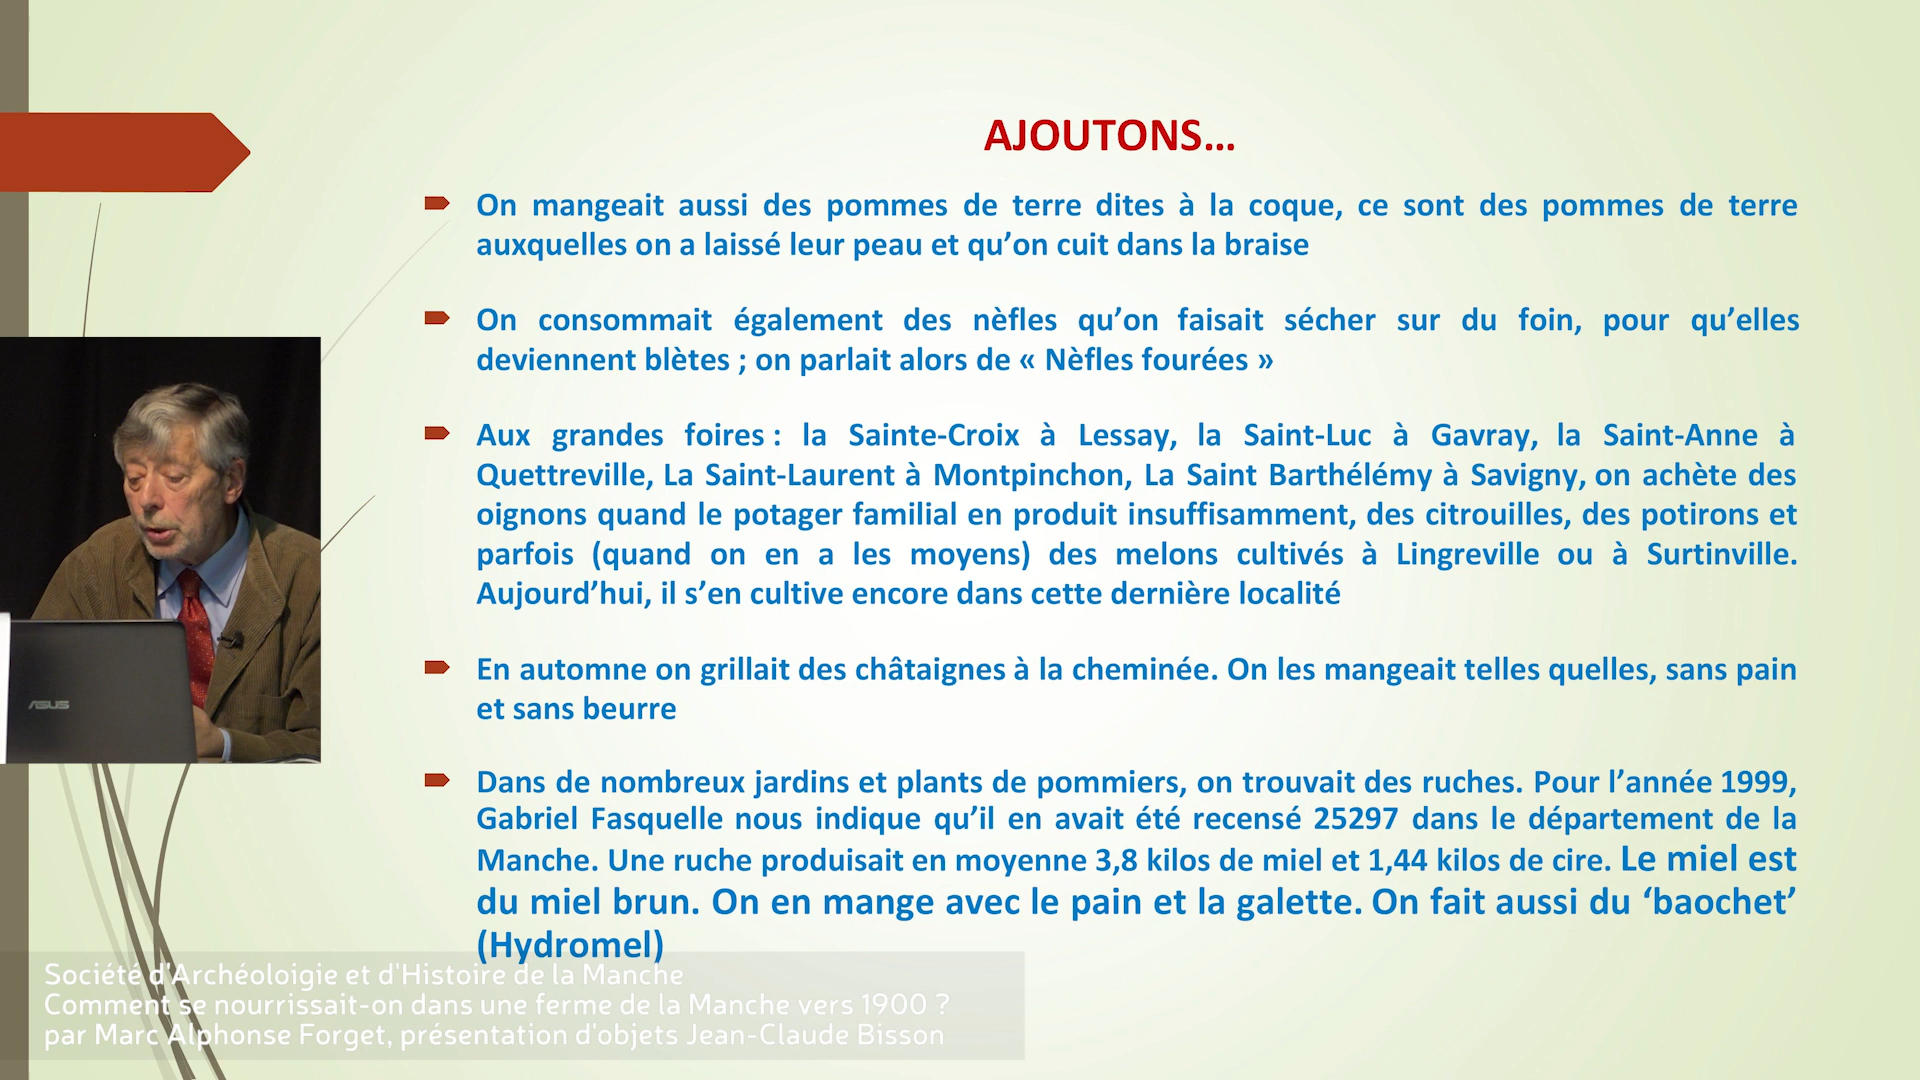 AJOUTONS...
On mangeait aussi des pommes de terre dites à la coque, ce sont des pommes de terre
auxquelles on a laissé leur peau et qu'on cuit dans la braise
On consommait également des nèfles qu'on faisait sécher sur du foin, pour qu'elles
deviennent blètes ; on parlait alors de « Nèfles fourées »
Aux grandes foires : la Sainte-Croix à Lessay, la Saint-Luc à Gavray, la Saint-Anne à
Quettreville, La Saint-Laurent à Montpinchon, La Saint Barthélémy à Savigny, on achète des
oignons quand le potager familial en produit insuffisamment, des citrouilles, des potirons et
parfois (quand on en a les moyens) des melons cultivés à Lingreville ou à Surtinville.
Aujourd'hui, il s'en cultive encore dans cette dernière localité
En automne on grillait des châtaignes à la cheminée. On les mangeait telles quelles, sans pain
et sans beurre
Dans de nombreux jardins et plants de pommiers, on trouvait des ruches. Pour l'année 1999,
Gabriel Fasquelle nous indique qu'il en avait été recensé 25297 dans le département de la
Manche. Une ruche produisait en moyenne 3,8 kilos de miel et 1,44 kilos de cire. Le miel est
du miel brun. On en mange avec le pain et la galette. On fait aussi du ‘baochet’
(Hydromel)
ASUS
Société d'Archéoloigie et d'Histoire de la Manche
Comment se nourrissait-on dans une ferme de la Manche vers 1900 ?
par Marc Alphonse Forget, présentation d'objets Jean-Claude Bisson